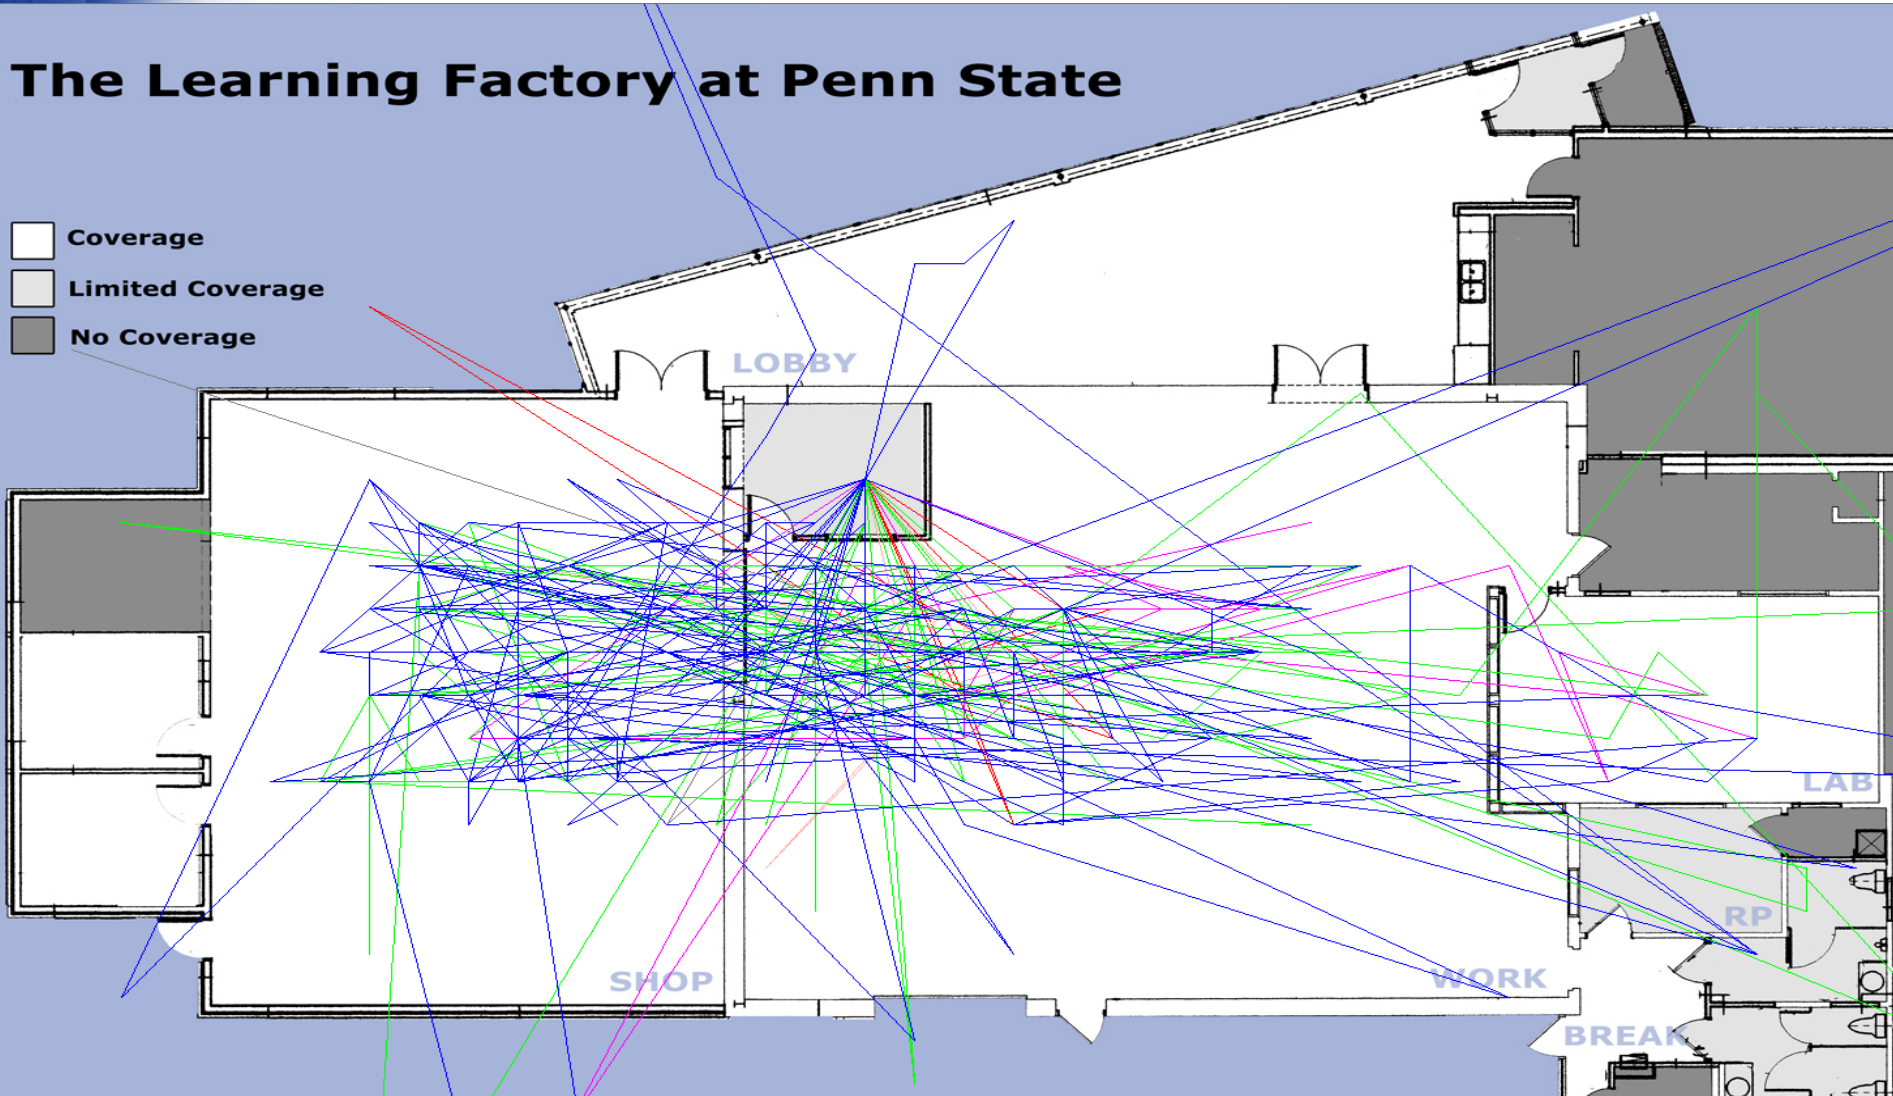 The Learning Factory at Penn State
Coverage
Limited Coverage
No Coverage
LOBBY
LAB
RP
SHOP
WORK
BREAK